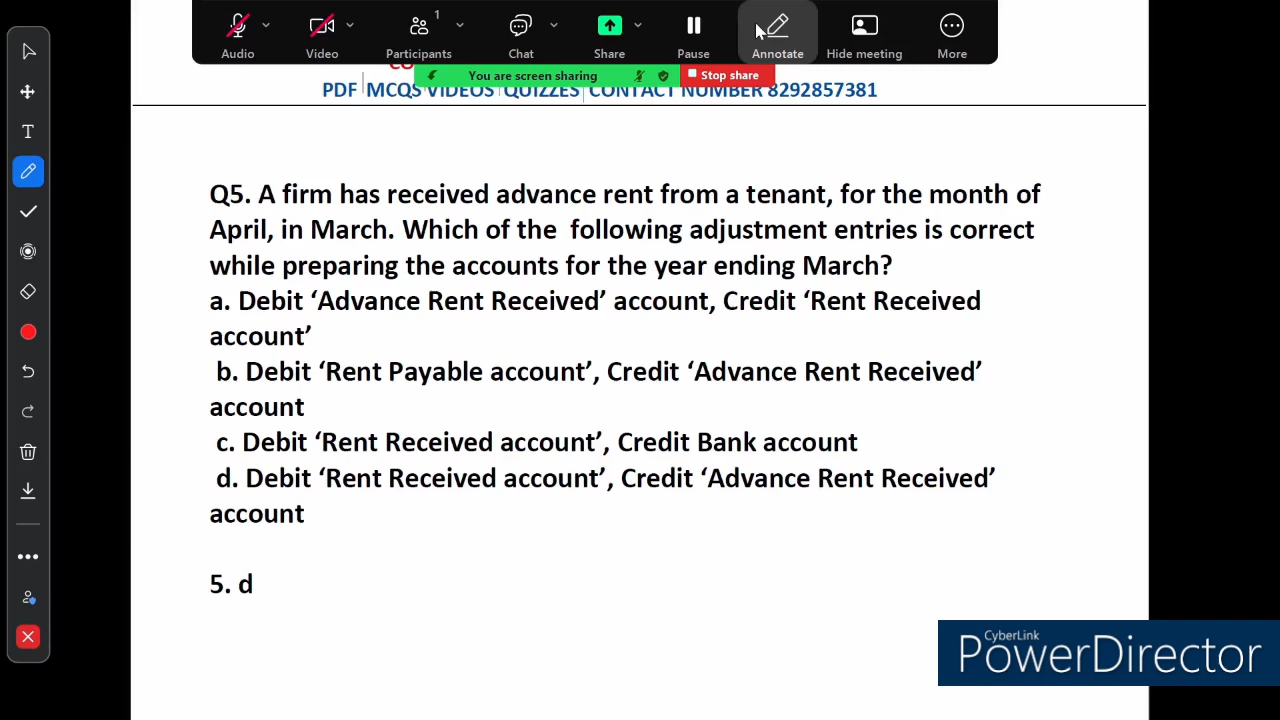 1
Audio Video Participants Chat Share Pause Annotate Hide meeting More
You are screen sharing Stop share
PDF MCQS VIDEOS QUIZZES CONTACT NUMBER 8292857381
T
Q5. A firm has received advance rent from a tenant, for the month of
April, in March. Which of the following adjustment entries is correct
while preparing the accounts for the year ending March?
a. Debit ‘Advance Rent Received’ account, Credit ‘Rent Received
account’
b. Debit ‘Rent Payable account’, Credit ‘Advance Rent Received’
account
c. Debit ‘Rent Received account’, Credit Bank account
d. Debit ‘Rent Received account’, Credit ‘Advance Rent Received’
account
5. d
CyberLink
PowerDirector